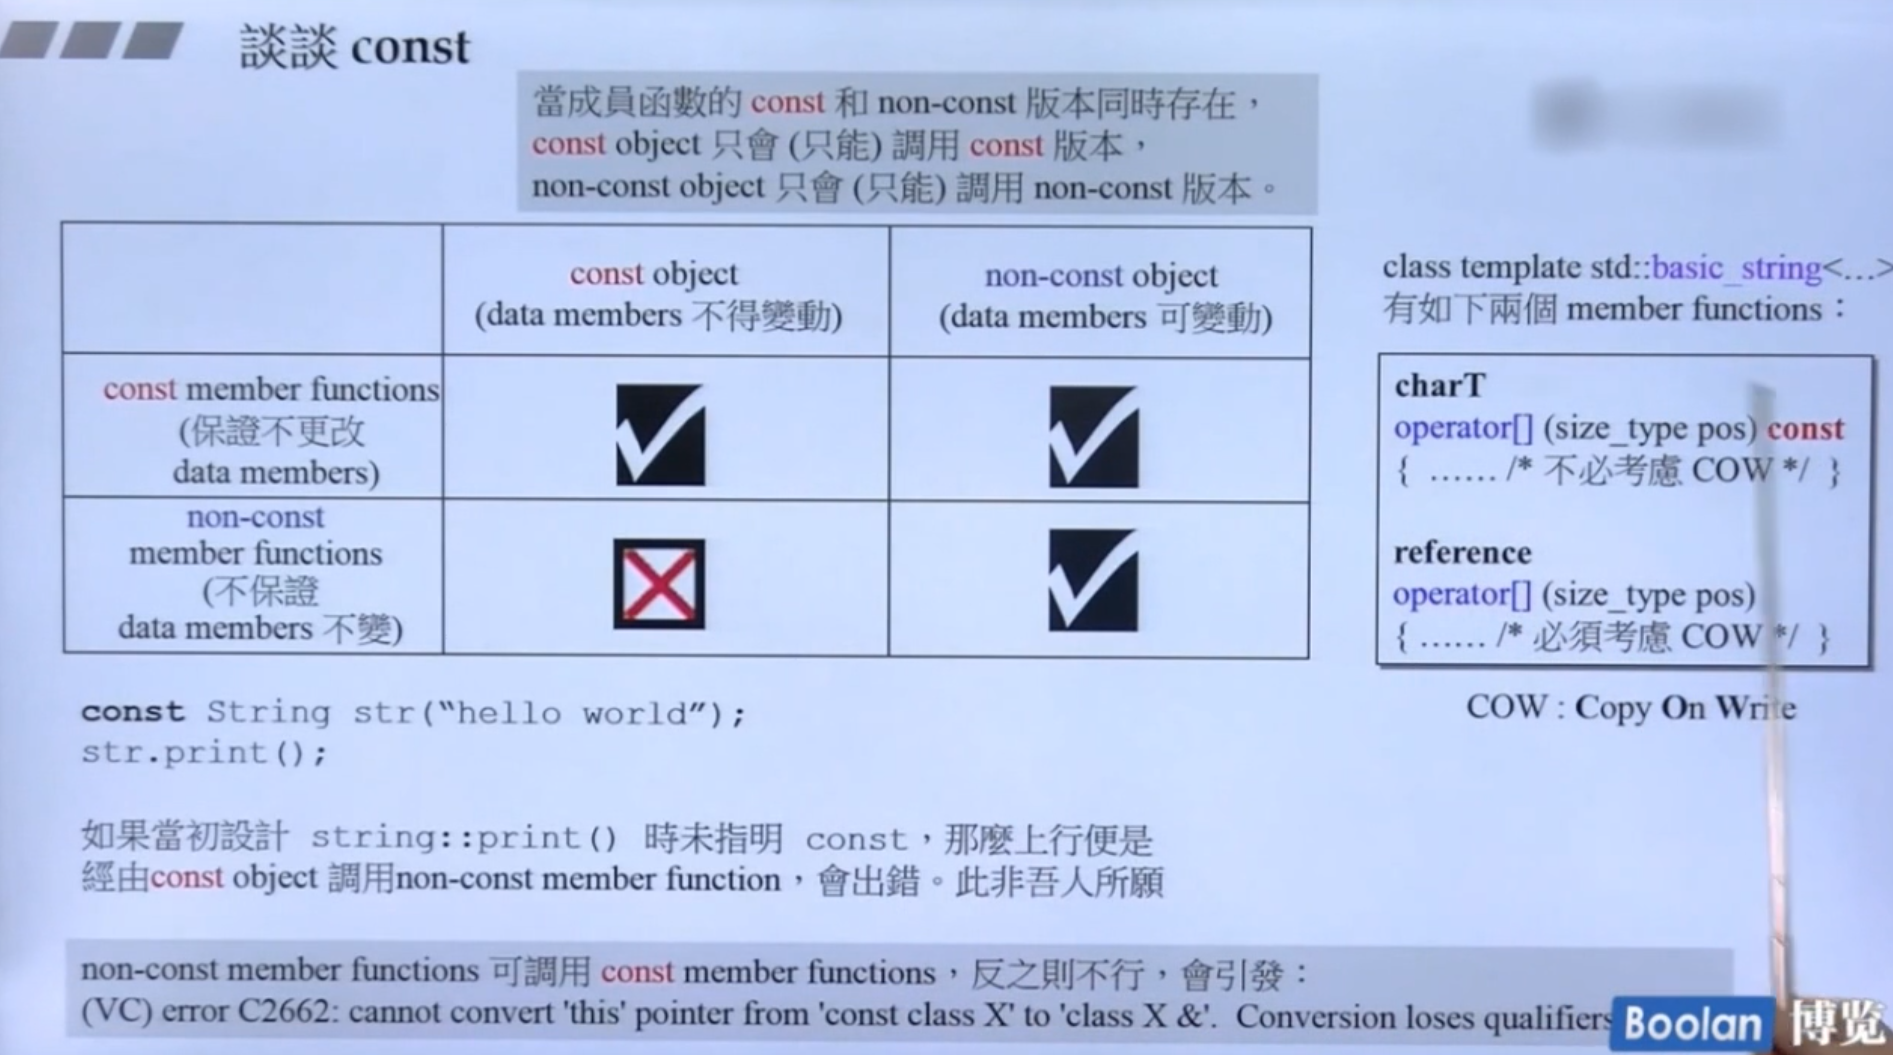 談談 const
當成員函數的 const 和 non-const 版本同時存在，
const object 只會 (只能) 調用 const 版本，
non-const object 只會 (只能) 調用 non-const 版本。
const object
(data members 不得變動)
non-const object
(data members 可變動)
const member functions
(保證不更改
data members)
non-const
member functions
(不保證
data members 不變)
class template std::basic_string<...>
有如下兩個 member functions：
charT
operator[] (size_type pos) const
{ ...... /* 不必考慮 COW */ }
reference
operator[] (size_type pos)
{ ...... /* 必須考慮 COW */ }
COW : Copy On Write
const String str(“hello world”);
str.print();
如果當初設計 string::print() 時未指明 const，那麼上行便是
經由const object 調用non-const member function，會出錯。此非吾人所願
non-const member functions 可調用 const member functions，反之則不行，會引發：
(VC) error C2662: cannot convert 'this' pointer from 'const class X' to 'class X &'. Conversion loses qualifiers
Boolan 博览